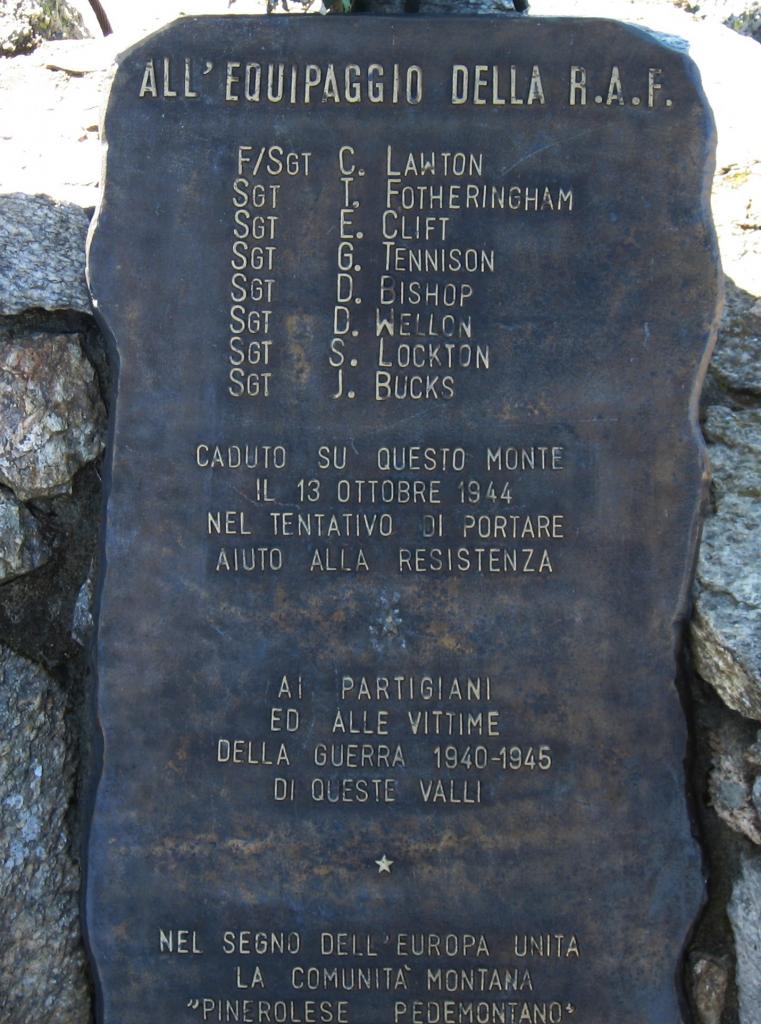 ALL'EQUIPAGGIO DELLA R.A.F.
F/SGT C. LAWTON
SGT T. FOTHERINGHAM
SGT E. CLIFT
SGT G. TENNISON
SGT D. BISHOP
SGT D. WELLON
SGT S. LOCKTON
SGT J. BUCKS
CADUTO SU QUESTO MONTE
IL 13 OTTOBRE 1944
NEL TENTATIVO DI PORTARE
AIUTO ALLA RESISTENZA
AI PARTIGIANI
ED ALLE VITTIME
DELLA GUERRA 1940-1945
DI QUESTE VALLI
NEL SEGNO DELL'EUROPA UNITA
LA COMUNITÀ MONTANA
"PINEROLESE PEDEMONTANO"